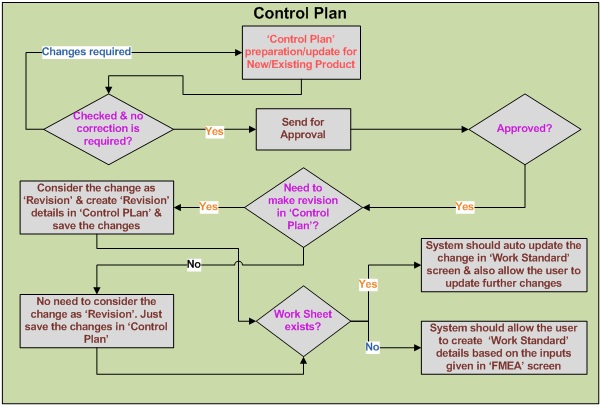 Control Plan
Changes required
‘Control Plan’
preparation/update for
New/Existing Product
Checked & no
correction is
required?
Yes
Send for
Approval
Approved?
Yes
Need to
make revision
in ‘Control
Plan’?
Yes
Consider the change as
‘Revision’ & create ‘Revision’
details in ‘Control PLan’ &
save the changes
No
No need to consider the
change as ‘Revision’. Just
save the changes in ‘Control
Plan’
Work Sheet
exists?
Yes
System should auto update the
change in ‘Work Standard’
screen & also allow the user to
update further changes
No
System should allow the user
to create ‘Work Standard’
details based on the inputs
given in ‘FMEA’ screen